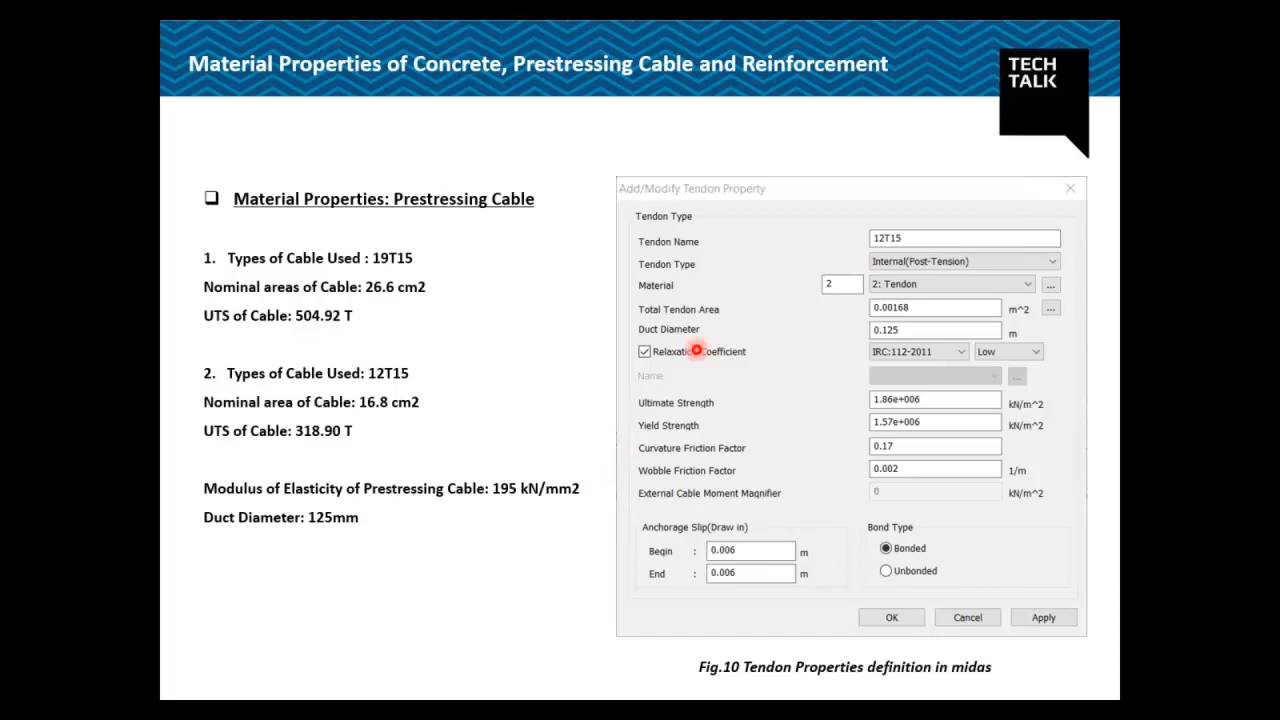 Material Properties of Concrete, Prestressing Cable and Reinforcement
TECH
TALK
Material Properties: Prestressing Cable
1. Types of Cable Used : 19T15
Nominal areas of Cable: 26.6 cm2
UTS of Cable: 504.92 T
2. Types of Cable Used: 12T15
Nominal area of Cable: 16.8 cm2
UTS of Cable: 318.90 T
Modulus of Elasticity of Prestressing Cable: 195 kN/mm2
Duct Diameter: 125mm
Add/Modify Tendon Property
Tendon Type
Tendon Name 12T15
Tendon Type Internal(Post-Tension)
Material 2 2: Tendon ...
Total Tendon Area 0.00168 m^2 ...
Duct Diameter 0.125 m
Relaxation Coefficient IRC:112-2011 Low
Name ...
Ultimate Strength 1.86e+006 kN/m^2
Yield Strength 1.57e+006 kN/m^2
Curvature Friction Factor 0.17
Wobble Friction Factor 0.002 1/m
External Cable Moment Magnifier 0 kN/m^2
Anchorage Slip(Draw in) Bond Type
Begin : 0.006 m Bonded
End : 0.006 m Unbonded
OK Cancel Apply
Fig.10 Tendon Properties definition in midas